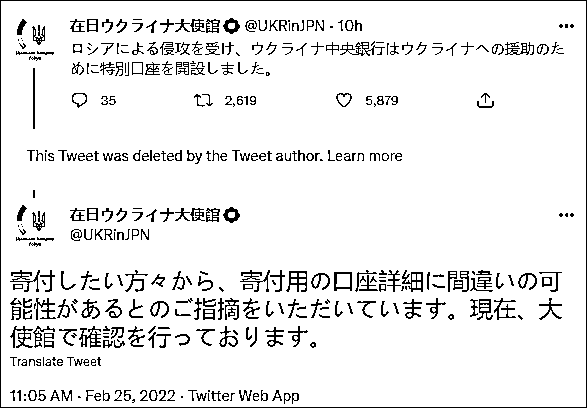 在日ウクライナ大使館 @UKRinJPN · 10h
ロシアによる侵攻を受け、ウクライナ中央銀行はウクライナへの援助のた
めに特別口座を開設しました。
35 2,619 5,879
This Tweet was deleted by the Tweet author. Learn more
在日ウクライナ大使館
@UKRinJPN
寄付したい方々から、寄付用の口座詳細に間違いの可
能性があるとのご指摘をいただいています。現在、大
使館で確認を行っております。
Translate Tweet
11:05 AM · Feb 25, 2022 · Twitter Web App